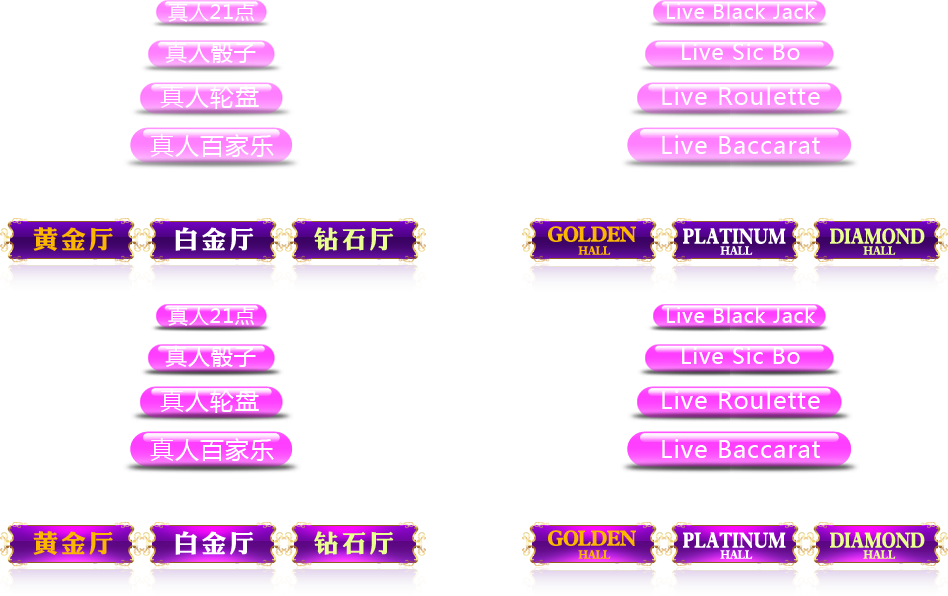 真人21点
真人骰子
真人轮盘
真人百家乐
黄金厅
白金厅
钻石厅
Live Black Jack
Live Sic Bo
Live Roulette
Live Baccarat
GOLDEN
HALL
PLATINUM
HALL
DIAMOND
HALL
真人21点
真人骰子
真人轮盘
真人百家乐
黄金厅
白金厅
钻石厅
Live Black Jack
Live Sic Bo
Live Roulette
Live Baccarat
GOLDEN
HALL
PLATINUM
HALL
DIAMOND
HALL